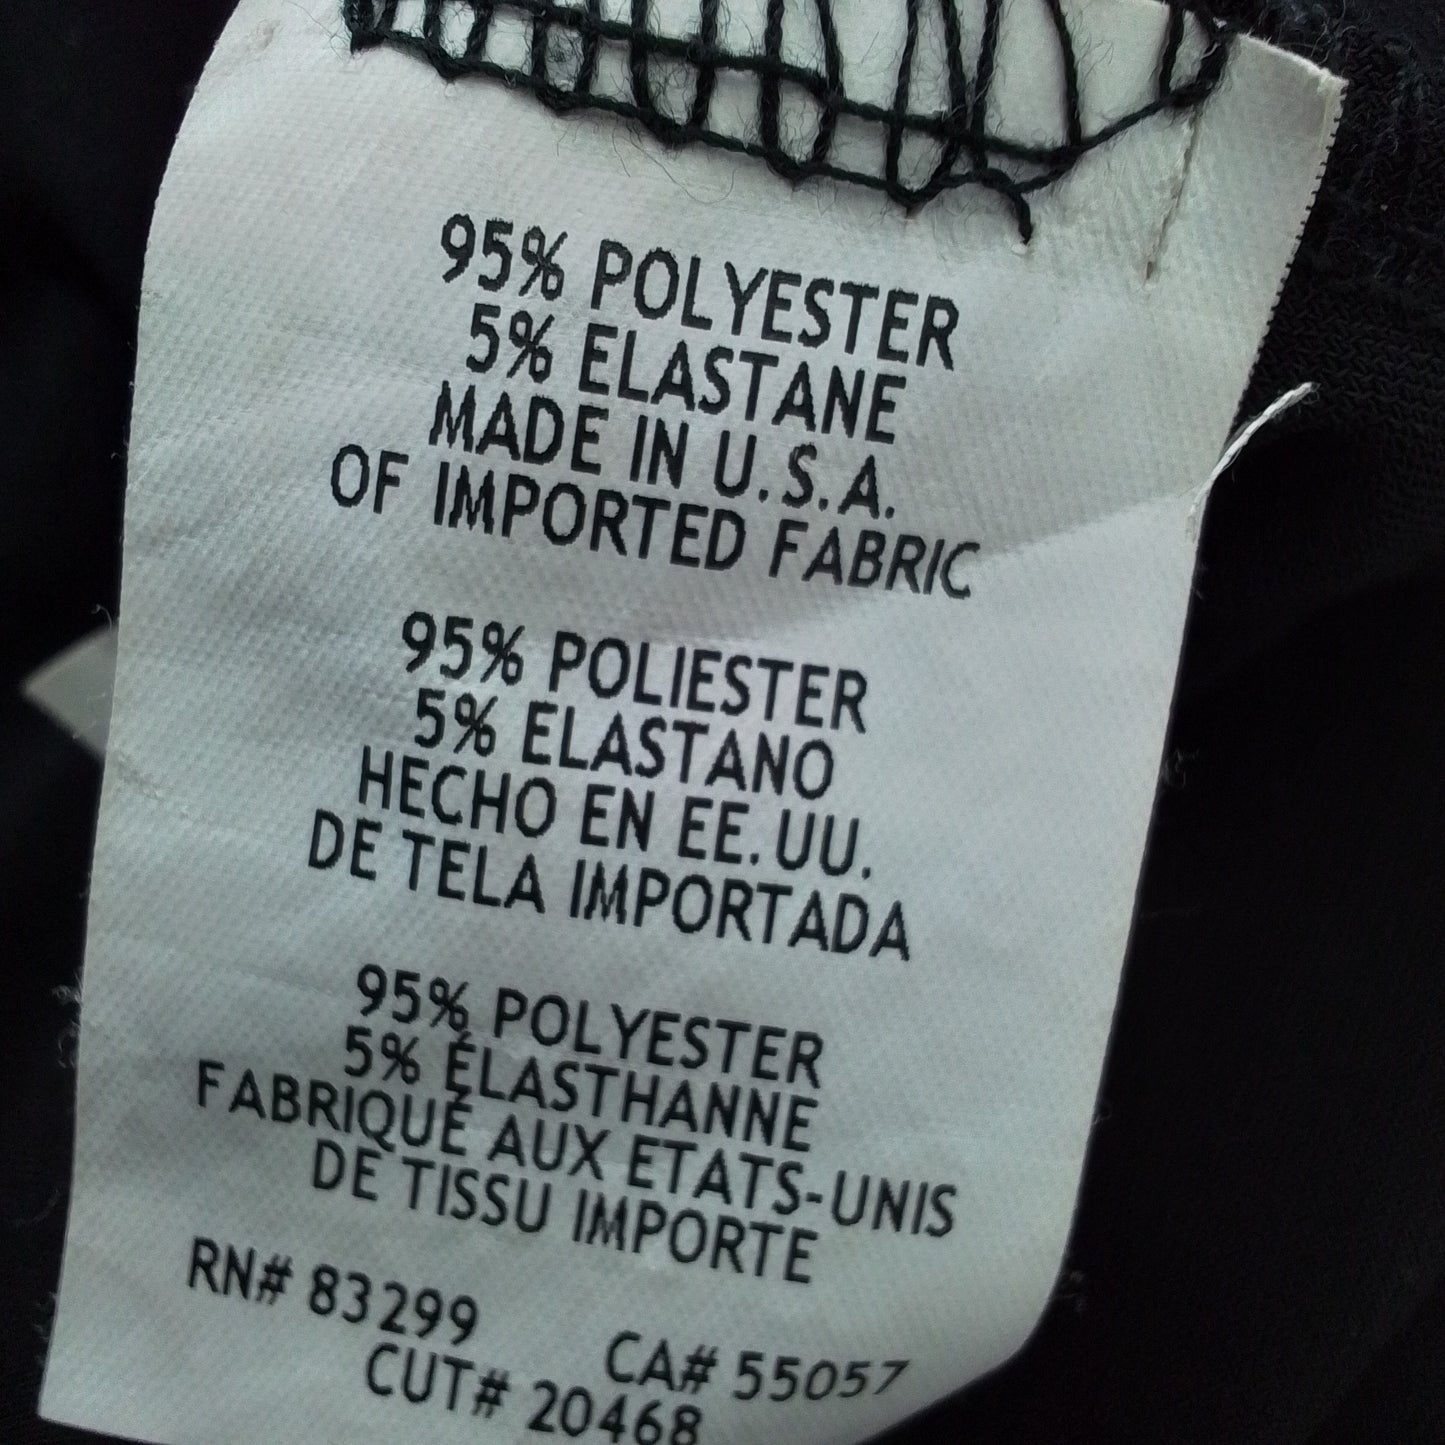 95% POLYESTER
5% ELASTANE
MADE IN U.S.A.
OF IMPORTED FABRIC
95% POLIESTER
5% ELASTANO
HECHO EN EE.UU.
DE TELA IMPORTADA
95% POLYESTER
5% ÉLASTHANNE
FABRIQUÉ AUX ETATS-UNIS
DE TISSU IMPORTE
RN# 83299 CA# 55057
CUT# 20468